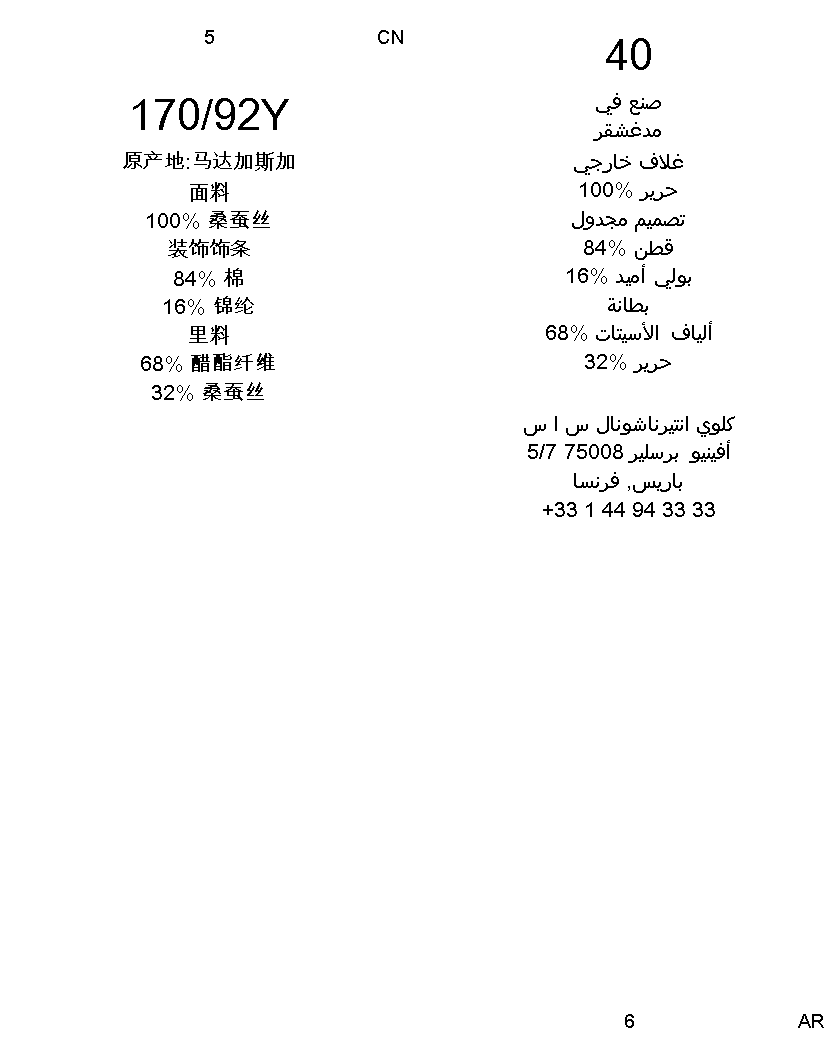 5
CN
170/92Y
原产地:马达加斯加
面料
100% 桑蚕丝
装饰饰条
84% 棉
16% 锦纶
里料
68% 醋酯纤维
32% 桑蚕丝
40
صنع في
مدغشقر
غلاف خارجي
حرير %100
تصميم مجدول
قطن %84
بولي أميد %16
بطانة
ألياف الأسيتات %68
حرير %32
كلوي انتيرناشونال س ا س
أفينيو برسلير 75008 5/7
باريس, فرنسا
+33 1 44 94 33 33
6
AR